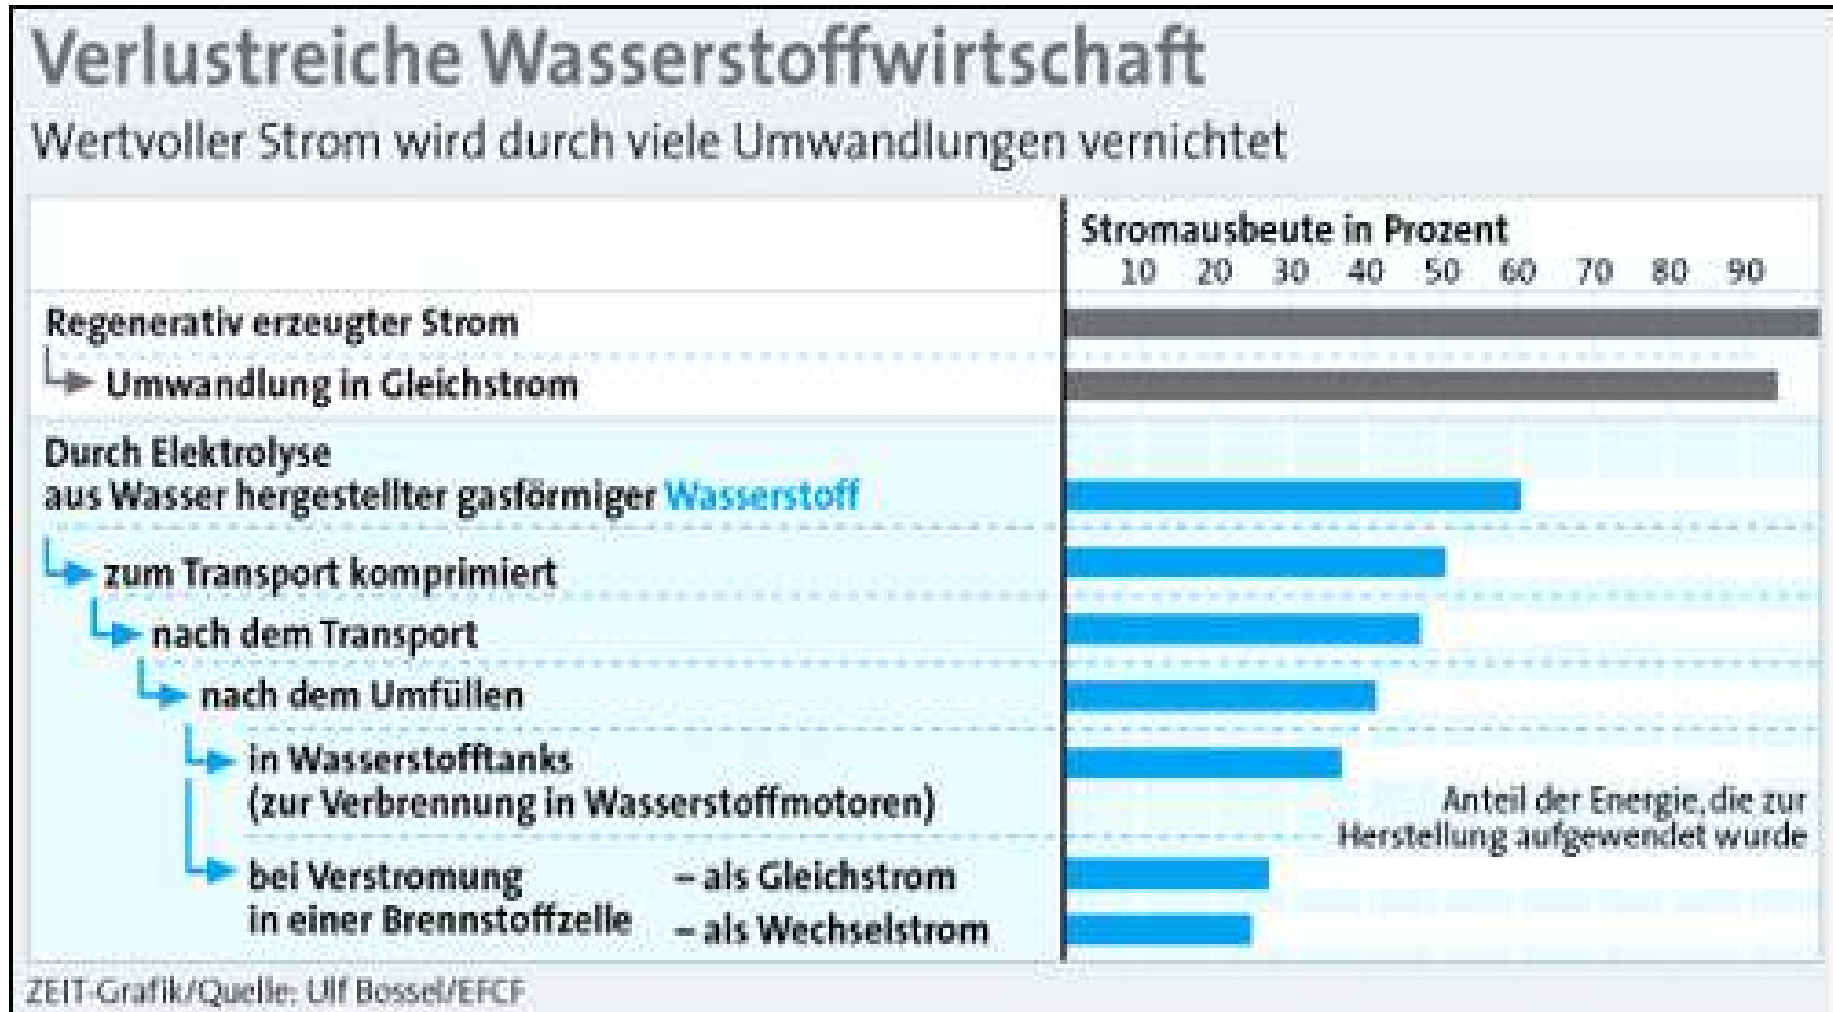 Verlustreiche Wasserstoffwirtschaft
Wertvoller Strom wird durch viele Umwandlungen vernichtet
Stromausbeute in Prozent
10 20 30 40 50 60 70 80 90
Regenerativ erzeugter Strom
Umwandlung in Gleichstrom
Durch Elektrolyse
aus Wasser hergestellter gasförmiger Wasserstoff
zum Transport komprimiert
nach dem Transport
nach dem Umfüllen
in Wasserstofftanks
(zur Verbrennung in Wasserstoffmotoren)
Anteil der Energie, die zur
Herstellung aufgewendet wurde
bei Verstromung – als Gleichstrom
in einer Brennstoffzelle – als Wechselstrom
ZEIT-Grafik/Quelle: Ulf Bossel/EFCF